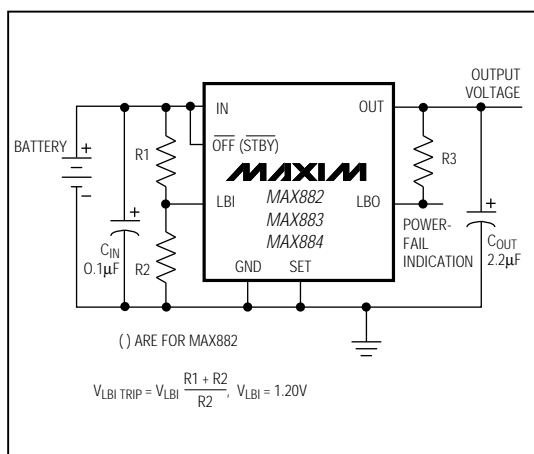 OUTPUT
VOLTAGE
IN
OUT
OFF (STBY)
BATTERY
+
−
R1
R3
MAXIM
MAX882
MAX883
MAX884
LBI
LBO
+
CIN
0.1µF
R2
POWER-
FAIL
INDICATION
+
COUT
2.2µF
GND
SET
( ) ARE FOR MAX882
VLBI TRIP = VLBI (R1 + R2)/R2, VLBI = 1.20V